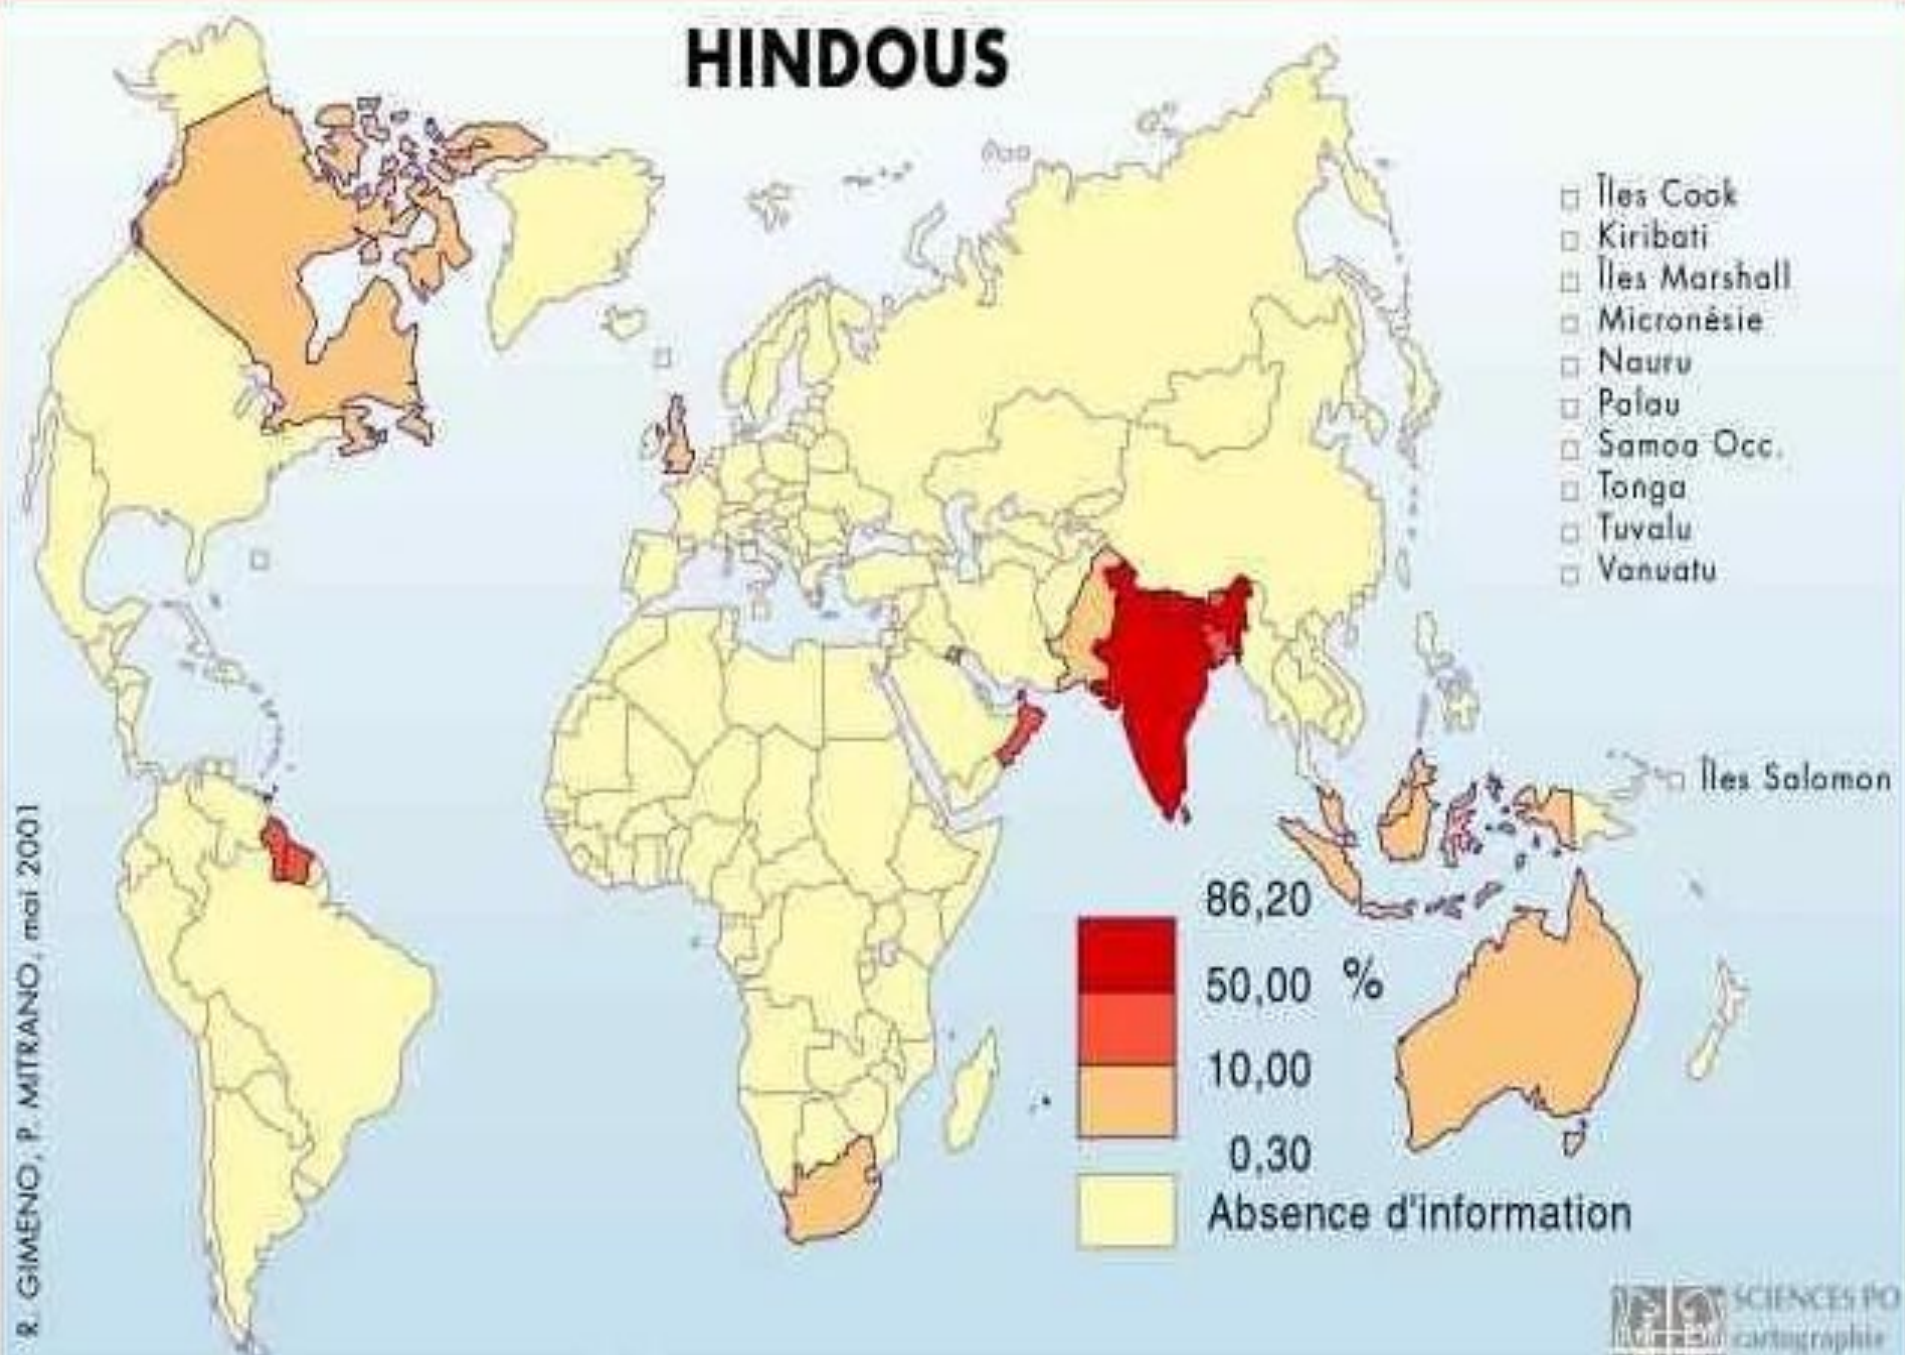 HINDOUS
Îles Cook
Kiribati
Îles Marshall
Micronésie
Nauru
Palau
Samoa Occ.
Tonga
Tuvalu
Vanuatu
Îles Salomon
86,20
50,00 %
10,00
0,30
Absence d'information
R. GIMENO, P. MITRANO, mai 2001
SCIENCES PO
cartographie